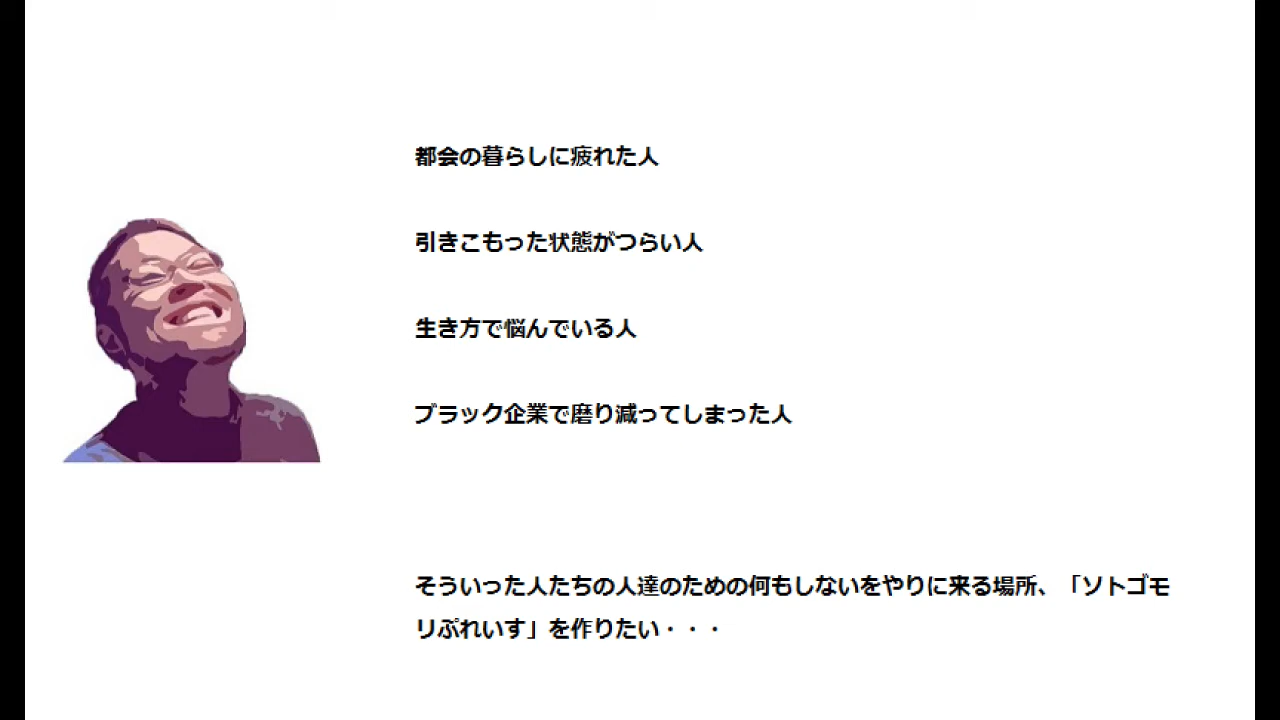 都会の暮らしに疲れた人
引きこもった状態がつらい人
生き方で悩んでいる人
ブラック企業で磨り減ってしまった人
そういった人たちの人達のための何もしないをやりに来る場所、「ソトゴモ
リぷれいす」を作りたい・・・